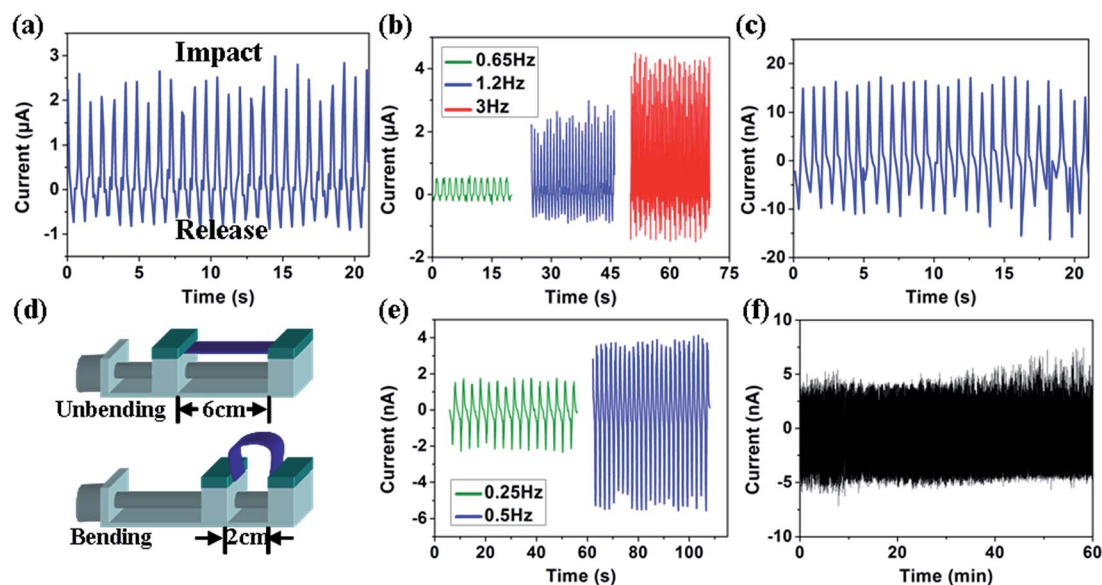 (a)
Current (µA)
3
2
1
0
-1
Impact
Release
0 5 10 15 20
Time (s)
(b)
Current (µA)
4
2
0
-2
0.65Hz
1.2Hz
3Hz
0 15 30 45 60 75
Time (s)
(c)
Current (nA)
20
10
0
-10
-20
0 5 10 15 20
Time (s)
(d)
Unbending
6cm
Bending
2cm
(e)
Current (nA)
4
2
0
-2
-4
-6
0.25Hz
0.5Hz
0 20 40 60 80 100
Time (s)
(f)
Current (nA)
10
5
0
-5
-10
0 20 40 60
Time (min)